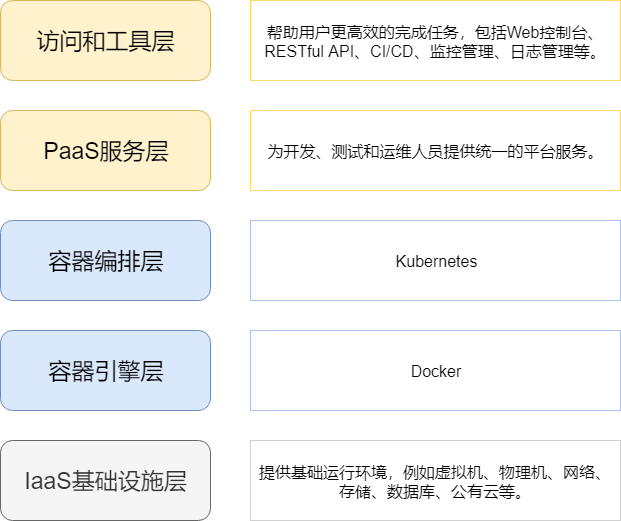 访问和工具层
帮助用户更高效的完成任务，包括Web控制台、
RESTful API、CI/CD、监控管理、日志管理等。
PaaS服务层
为开发、测试和运维人员提供统一的平台服务。
容器编排层
Kubernetes
容器引擎层
Docker
IaaS基础设施层
提供基础运行环境，例如虚拟机、物理机、网络、
存储、数据库、公有云等。